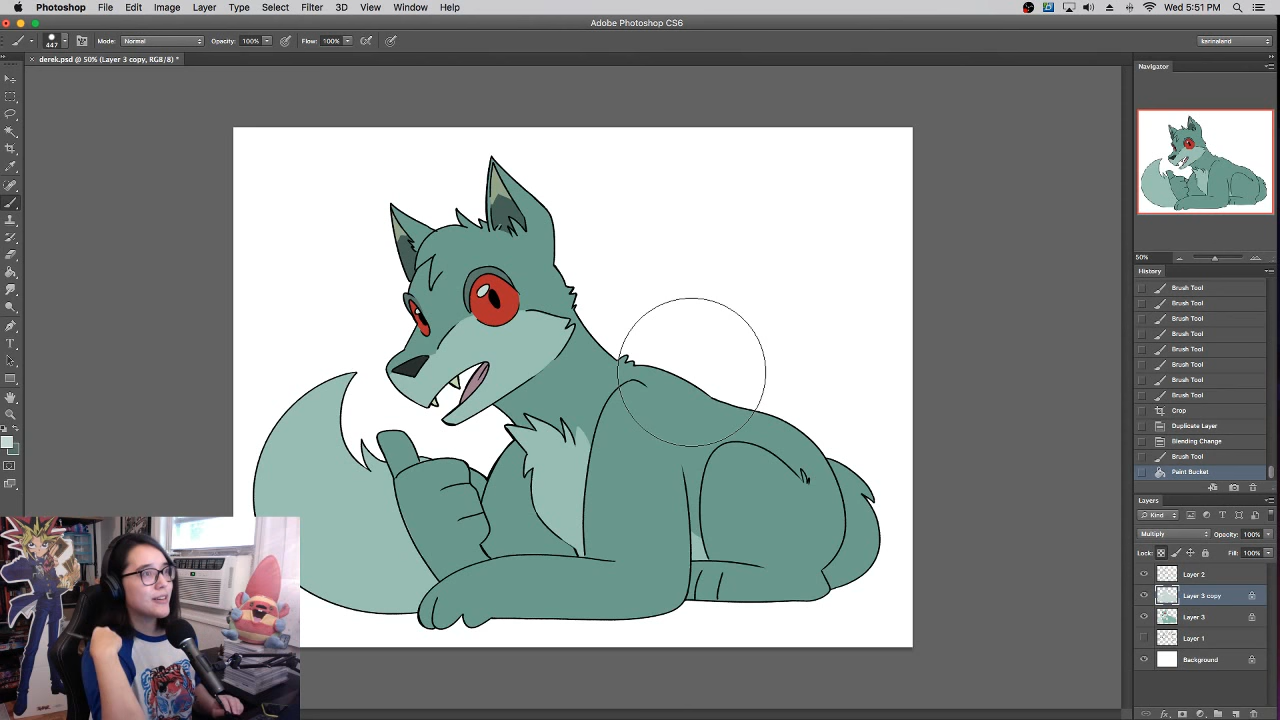 Photoshop File Edit Image Layer Type Select Filter 3D View Window Help Wed 5:51 PM
Adobe Photoshop CS6
447 Mode: Normal Opacity: 100% Flow: 100% karinaland
× derek.psd @ 50% (Layer 3 copy, RGB/8) *
Navigator
50%
History
Brush Tool
Brush Tool
Brush Tool
Brush Tool
Brush Tool
Brush Tool
Brush Tool
Brush Tool
Crop
Duplicate Layer
Blending Change
Brush Tool
Paint Bucket
Layers
Kind
Multiply Opacity: 100%
Lock: Fill: 100%
Layer 2
Layer 3 copy
Layer 3
Layer 1
Background